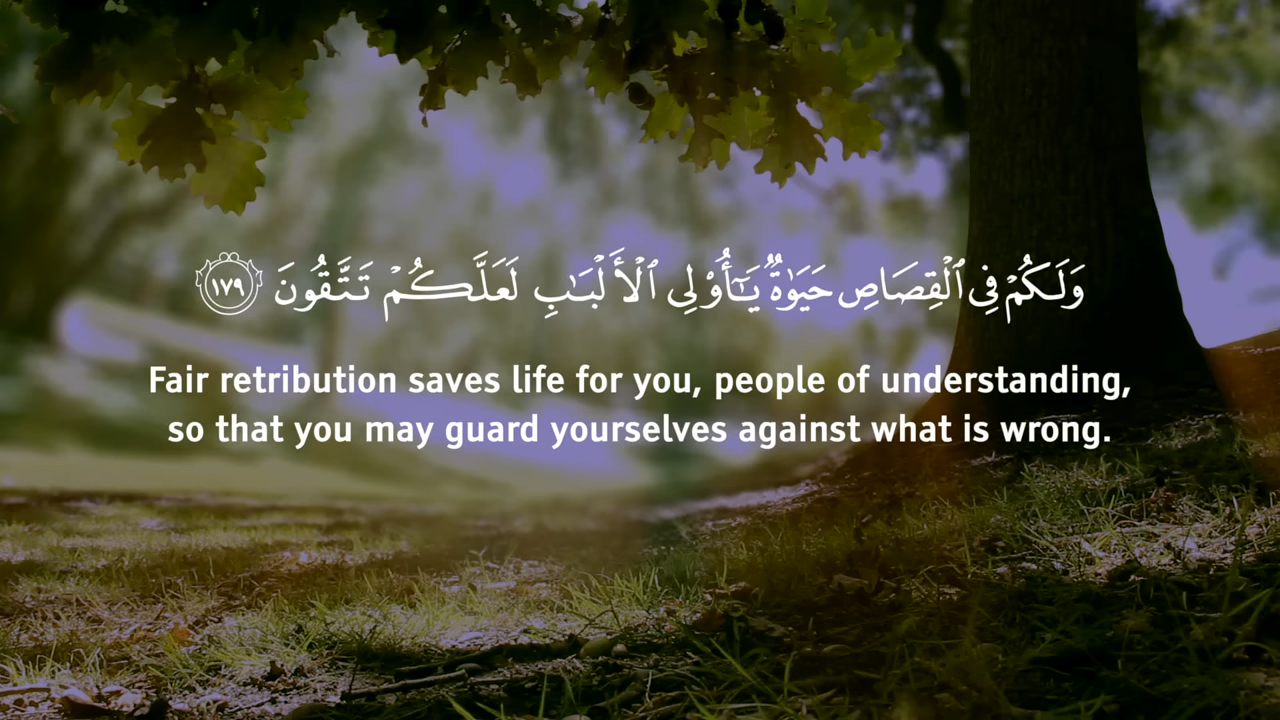 وَلَكُمْ فِى ٱلْقِصَاصِ حَيَوٰةٌ يَـٰٓأُو۟لِى ٱلْأَلْبَـٰبِ لَعَلَّكُمْ تَتَّقُونَ ١٧٩
Fair retribution saves life for you, people of understanding,
so that you may guard yourselves against what is wrong.